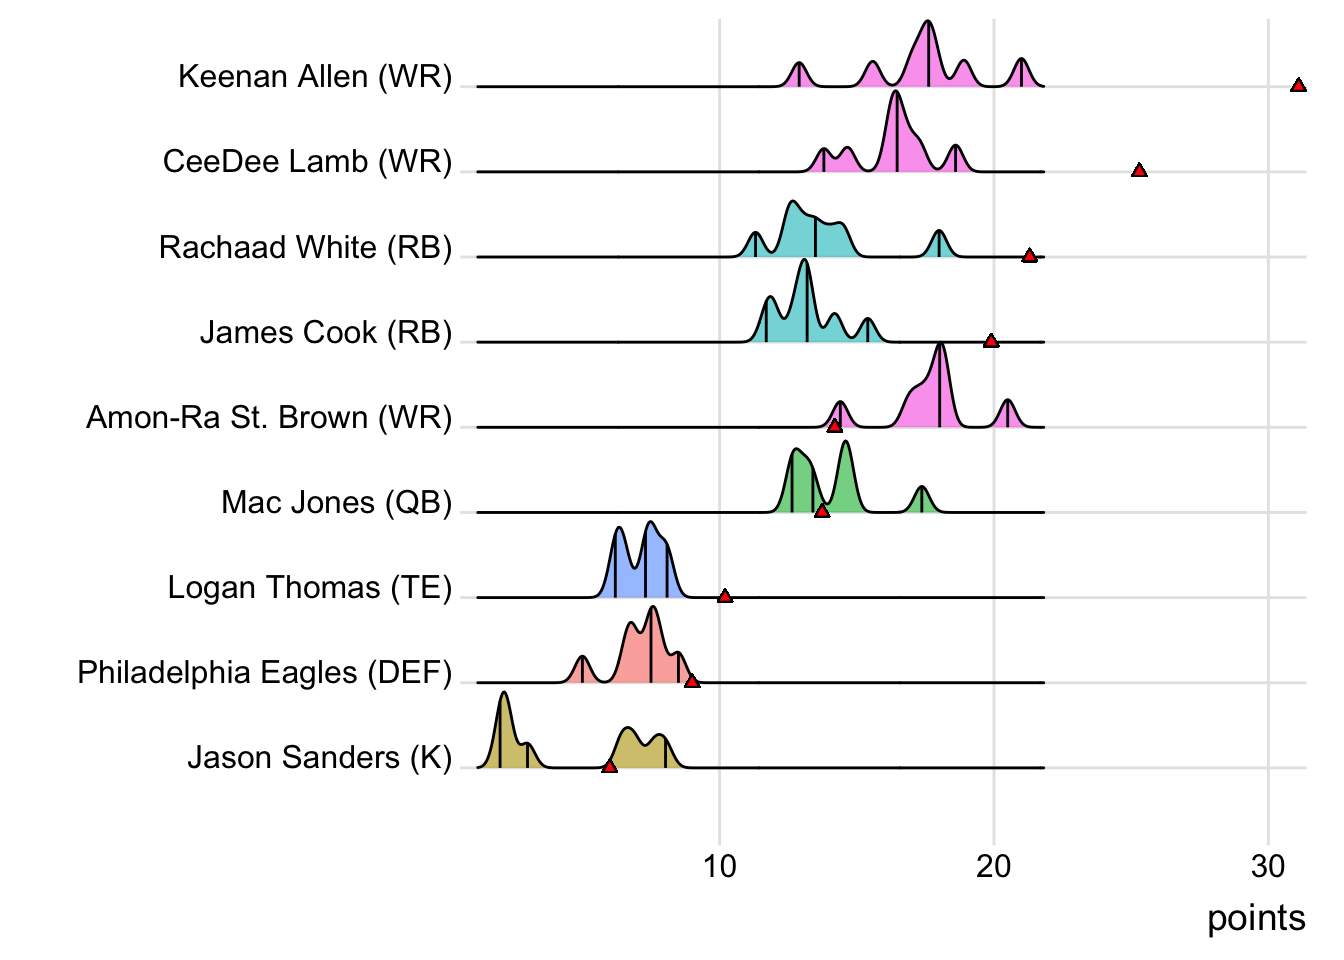 Keenan Allen (WR)
CeeDee Lamb (WR)
Rachaad White (RB)
James Cook (RB)
Amon-Ra St. Brown (WR)
Mac Jones (QB)
Logan Thomas (TE)
Philadelphia Eagles (DEF)
Jason Sanders (K)
10 20 30
points